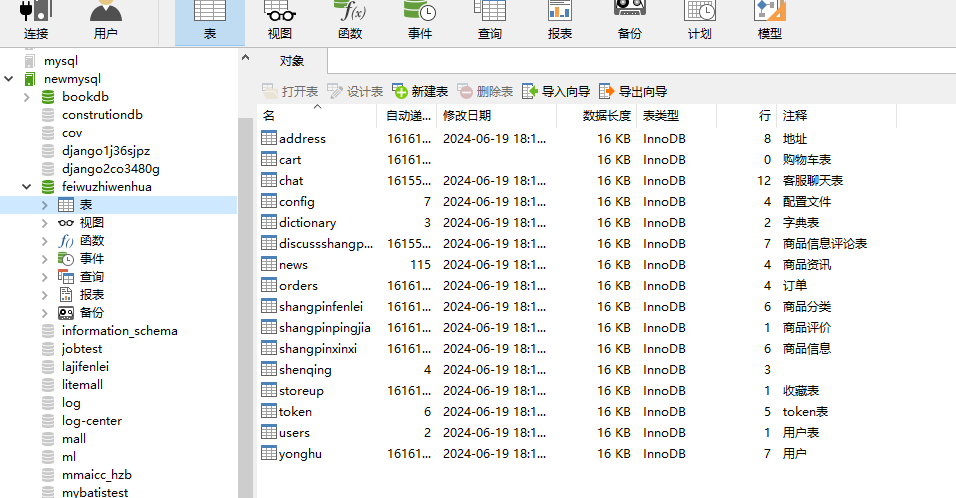 连接 用户 表 视图 函数 事件 查询 报表 备份 计划 模型
mysql
newmysql
bookdb
construtiondb
cov
django1j36sjpz
django2co3480g
feiwuzhiwenhua
表
视图
函数
事件
查询
报表
备份
information_schema
jobtest
lajifenlei
litemall
log
log-center
mall
ml
mmaicc_hzb
mybatistest
对象
打开表 设计表 新建表 删除表 导入向导 导出向导
名 自动递... 修改日期 数据长度 表类型 行 注释
address 16161... 2024-06-19 18:1... 16 KB InnoDB 8 地址
cart 16161... 16 KB InnoDB 0 购物车表
chat 16155... 2024-06-19 18:1... 16 KB InnoDB 12 客服聊天表
config 7 2024-06-19 18:1... 16 KB InnoDB 4 配置文件
dictionary 3 2024-06-19 18:1... 16 KB InnoDB 2 字典表
discussshangp... 16155... 2024-06-19 18:1... 16 KB InnoDB 7 商品信息评论表
news 115 2024-06-19 18:1... 16 KB InnoDB 4 商品资讯
orders 16161... 2024-06-19 18:1... 16 KB InnoDB 4 订单
shangpinfenlei 16161... 2024-06-19 18:1... 16 KB InnoDB 6 商品分类
shangpinpingjia 16161... 2024-06-19 18:1... 16 KB InnoDB 1 商品评价
shangpinxinxi 16161... 2024-06-19 18:1... 16 KB InnoDB 6 商品信息
shenqing 4 2024-06-19 18:1... 16 KB InnoDB 3
storeup 16161... 2024-06-19 18:1... 16 KB InnoDB 1 收藏表
token 6 2024-06-19 18:1... 16 KB InnoDB 5 token表
users 2 2024-06-19 18:1... 16 KB InnoDB 1 用户表
yonghu 16161... 2024-06-19 18:1... 16 KB InnoDB 7 用户